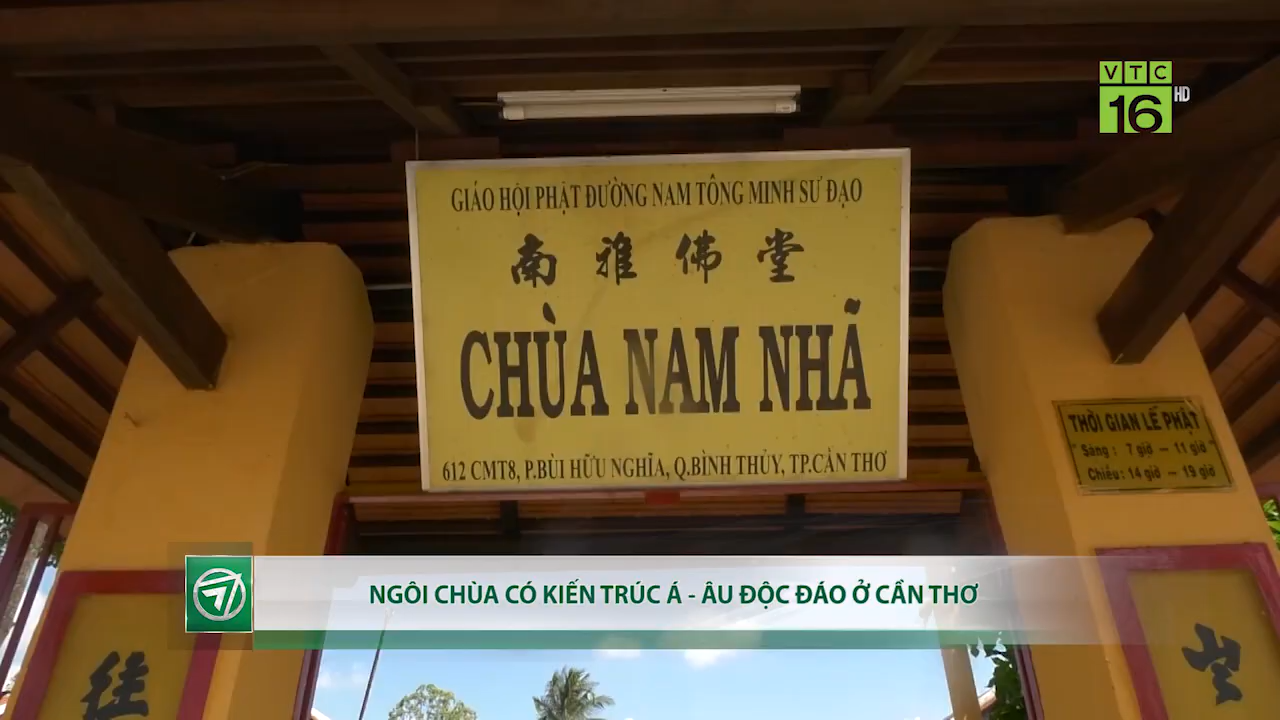 VTC
16 HD
GIÁO HỘI PHẬT ĐƯỜNG NAM TÔNG MINH SƯ ĐẠO
南雅佛堂
CHÙA NAM NHÃ
612 CMT8, P.BÙI HỮU NGHĨA, Q.BÌNH THỦY, TP.CẦN THƠ
THỜI GIAN LỄ PHẬT
Sáng : 7 giờ – 11 giờ
Chiều : 14 giờ – 19 giờ
NGÔI CHÙA CÓ KIẾN TRÚC Á - ÂU ĐỘC ĐÁO Ở CẦN THƠ
往